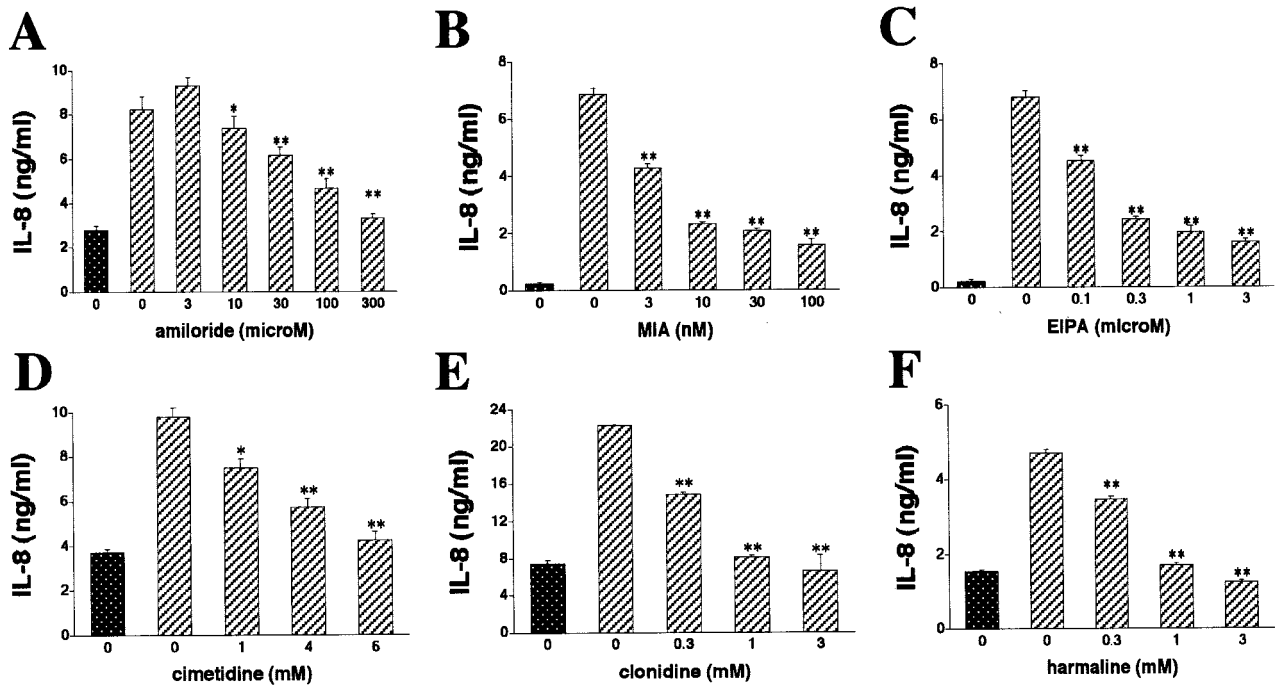 A
IL-8 (ng/ml)
10
8
6
4
2
0
*
**
**
**
0 0 3 10 30 100 300
amiloride (microM)
B
IL-8 (ng/ml)
8
6
4
2
0
**
**
**
**
0 0 3 10 30 100
MIA (nM)
C
IL-8 (ng/ml)
8
6
4
2
0
**
**
**
**
0 0 0.1 0.3 1 3
EIPA (microM)
D
IL-8 (ng/ml)
10
8
6
4
2
0
*
**
**
0 0 1 4 6
cimetidine (mM)
E
IL-8 (ng/ml)
24
20
16
12
8
4
0
**
**
**
0 0 0.3 1 3
clonidine (mM)
F
IL-8 (ng/ml)
6
4
2
0
**
**
**
0 0 0.3 1 3
harmaline (mM)